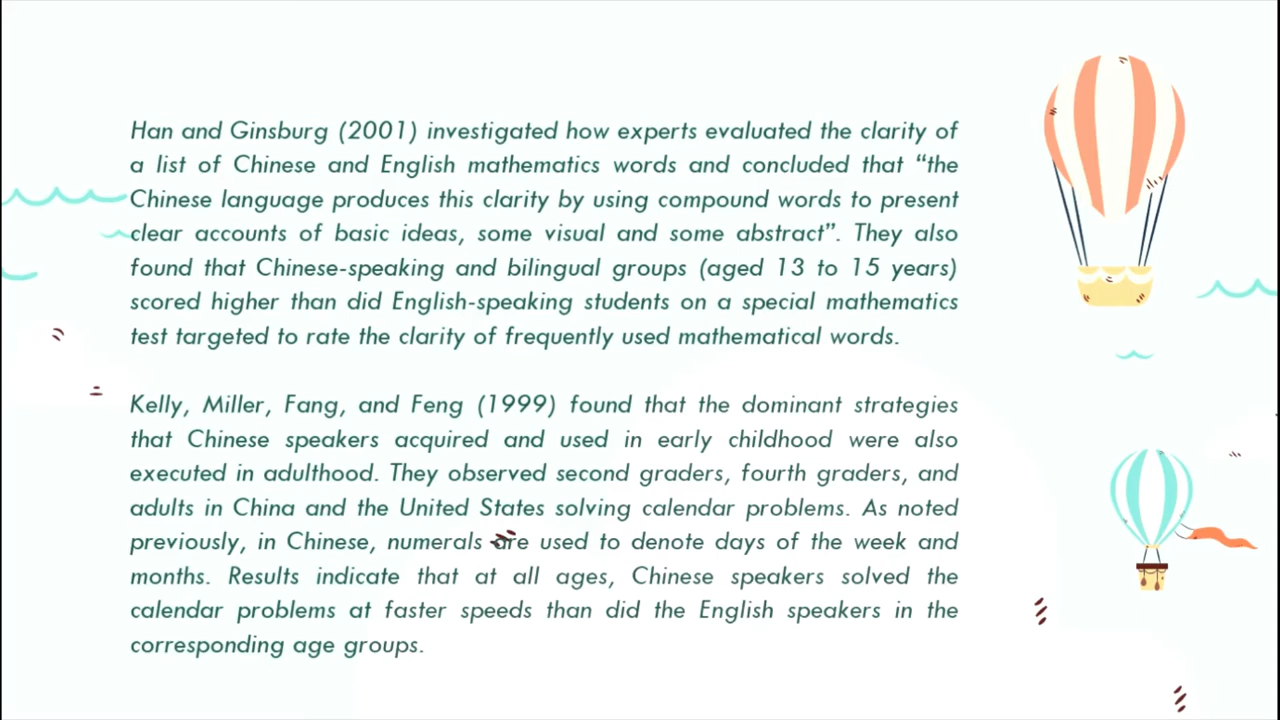 Han and Ginsburg (2001) investigated how experts evaluated the clarity of
a list of Chinese and English mathematics words and concluded that “the
Chinese language produces this clarity by using compound words to present
clear accounts of basic ideas, some visual and some abstract”. They also
found that Chinese-speaking and bilingual groups (aged 13 to 15 years)
scored higher than did English-speaking students on a special mathematics
test targeted to rate the clarity of frequently used mathematical words.
Kelly, Miller, Fang, and Feng (1999) found that the dominant strategies
that Chinese speakers acquired and used in early childhood were also
executed in adulthood. They observed second graders, fourth graders, and
adults in China and the United States solving calendar problems. As noted
previously, in Chinese, numerals are used to denote days of the week and
months. Results indicate that at all ages, Chinese speakers solved the
calendar problems at faster speeds than did the English speakers in the
corresponding age groups.